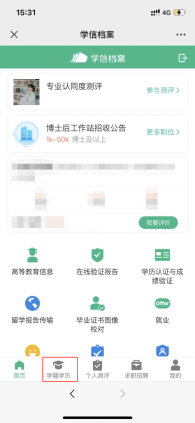 15:31
4G
学信档案
学信档案
专业认同度测评
参与测评>
博士后工作站招收公告
1k-50k 博士及以上
更多职位>
我要评价
高等教育信息
在线验证报告
学历认证与成
绩验证
留学报告传输
毕业证书图像
校对
Offer
就业
首页
学籍学历
个人测评
求职招聘
我的